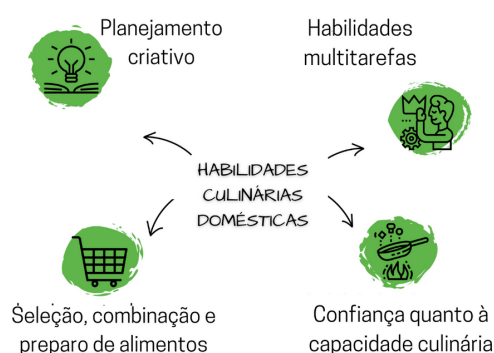 Planejamento
criativo
Habilidades
multitarefas
HABILIDADES
CULINÁRIAS
DOMÉSTICAS
Seleção, combinação e
preparo de alimentos
Confiança quanto à
capacidade culinária